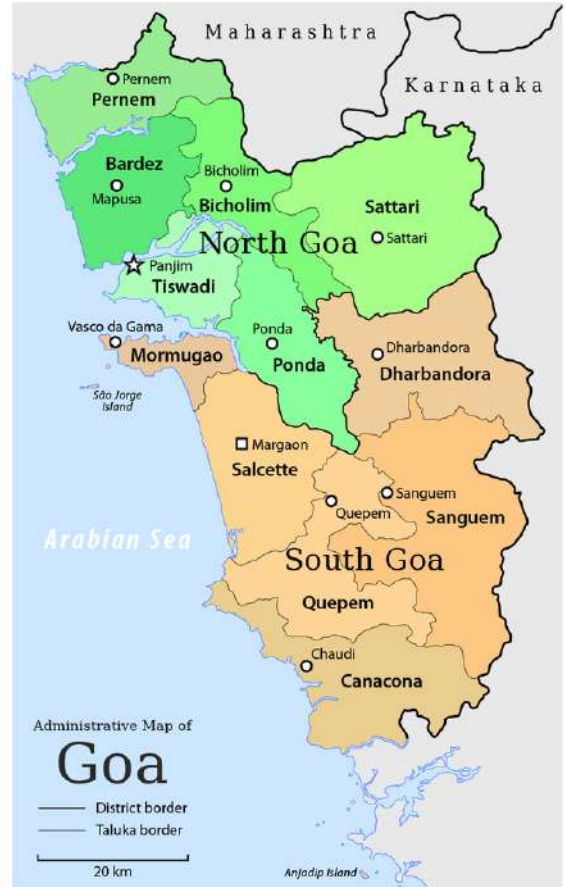 Maharashtra
Karnataka
Pernem
Pernem
Bardez
Mapusa
Bicholim
Bicholim
Sattari
Sattari
North Goa
Panjim
Tiswadi
Vasco da Gama
Mormugao
Ponda
Ponda
Dharbandora
Dharbandora
São Jorge
Island
Margaon
Salcette
Sanguem
Quepem
Sanguem
Arabian Sea
South Goa
Quepem
Chaudi
Canacona
Administrative Map of
Goa
District border
Taluka border
20 km
Anjadip Island